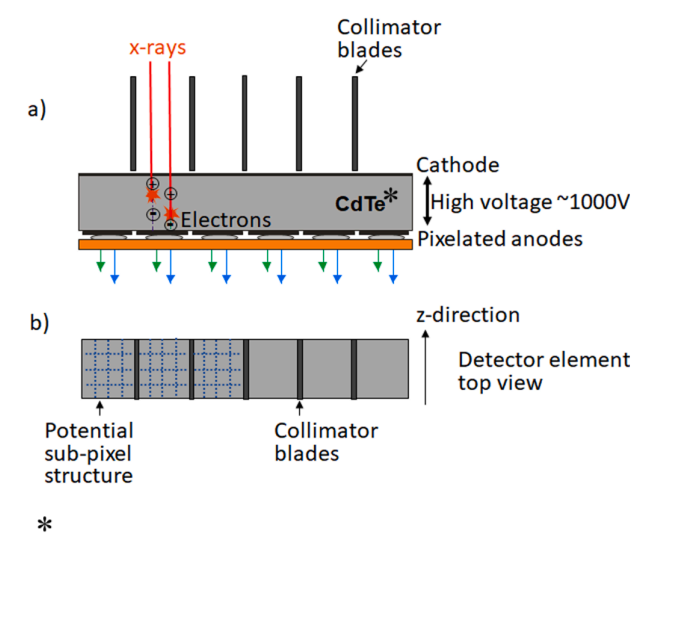 Collimator
blades
x-rays
a)
Cathode
CdTe*
High voltage ~1000V
Electrons
Pixelated anodes
b)
z-direction
Detector element
top view
Potential
sub-pixel
structure
Collimator
blades
*